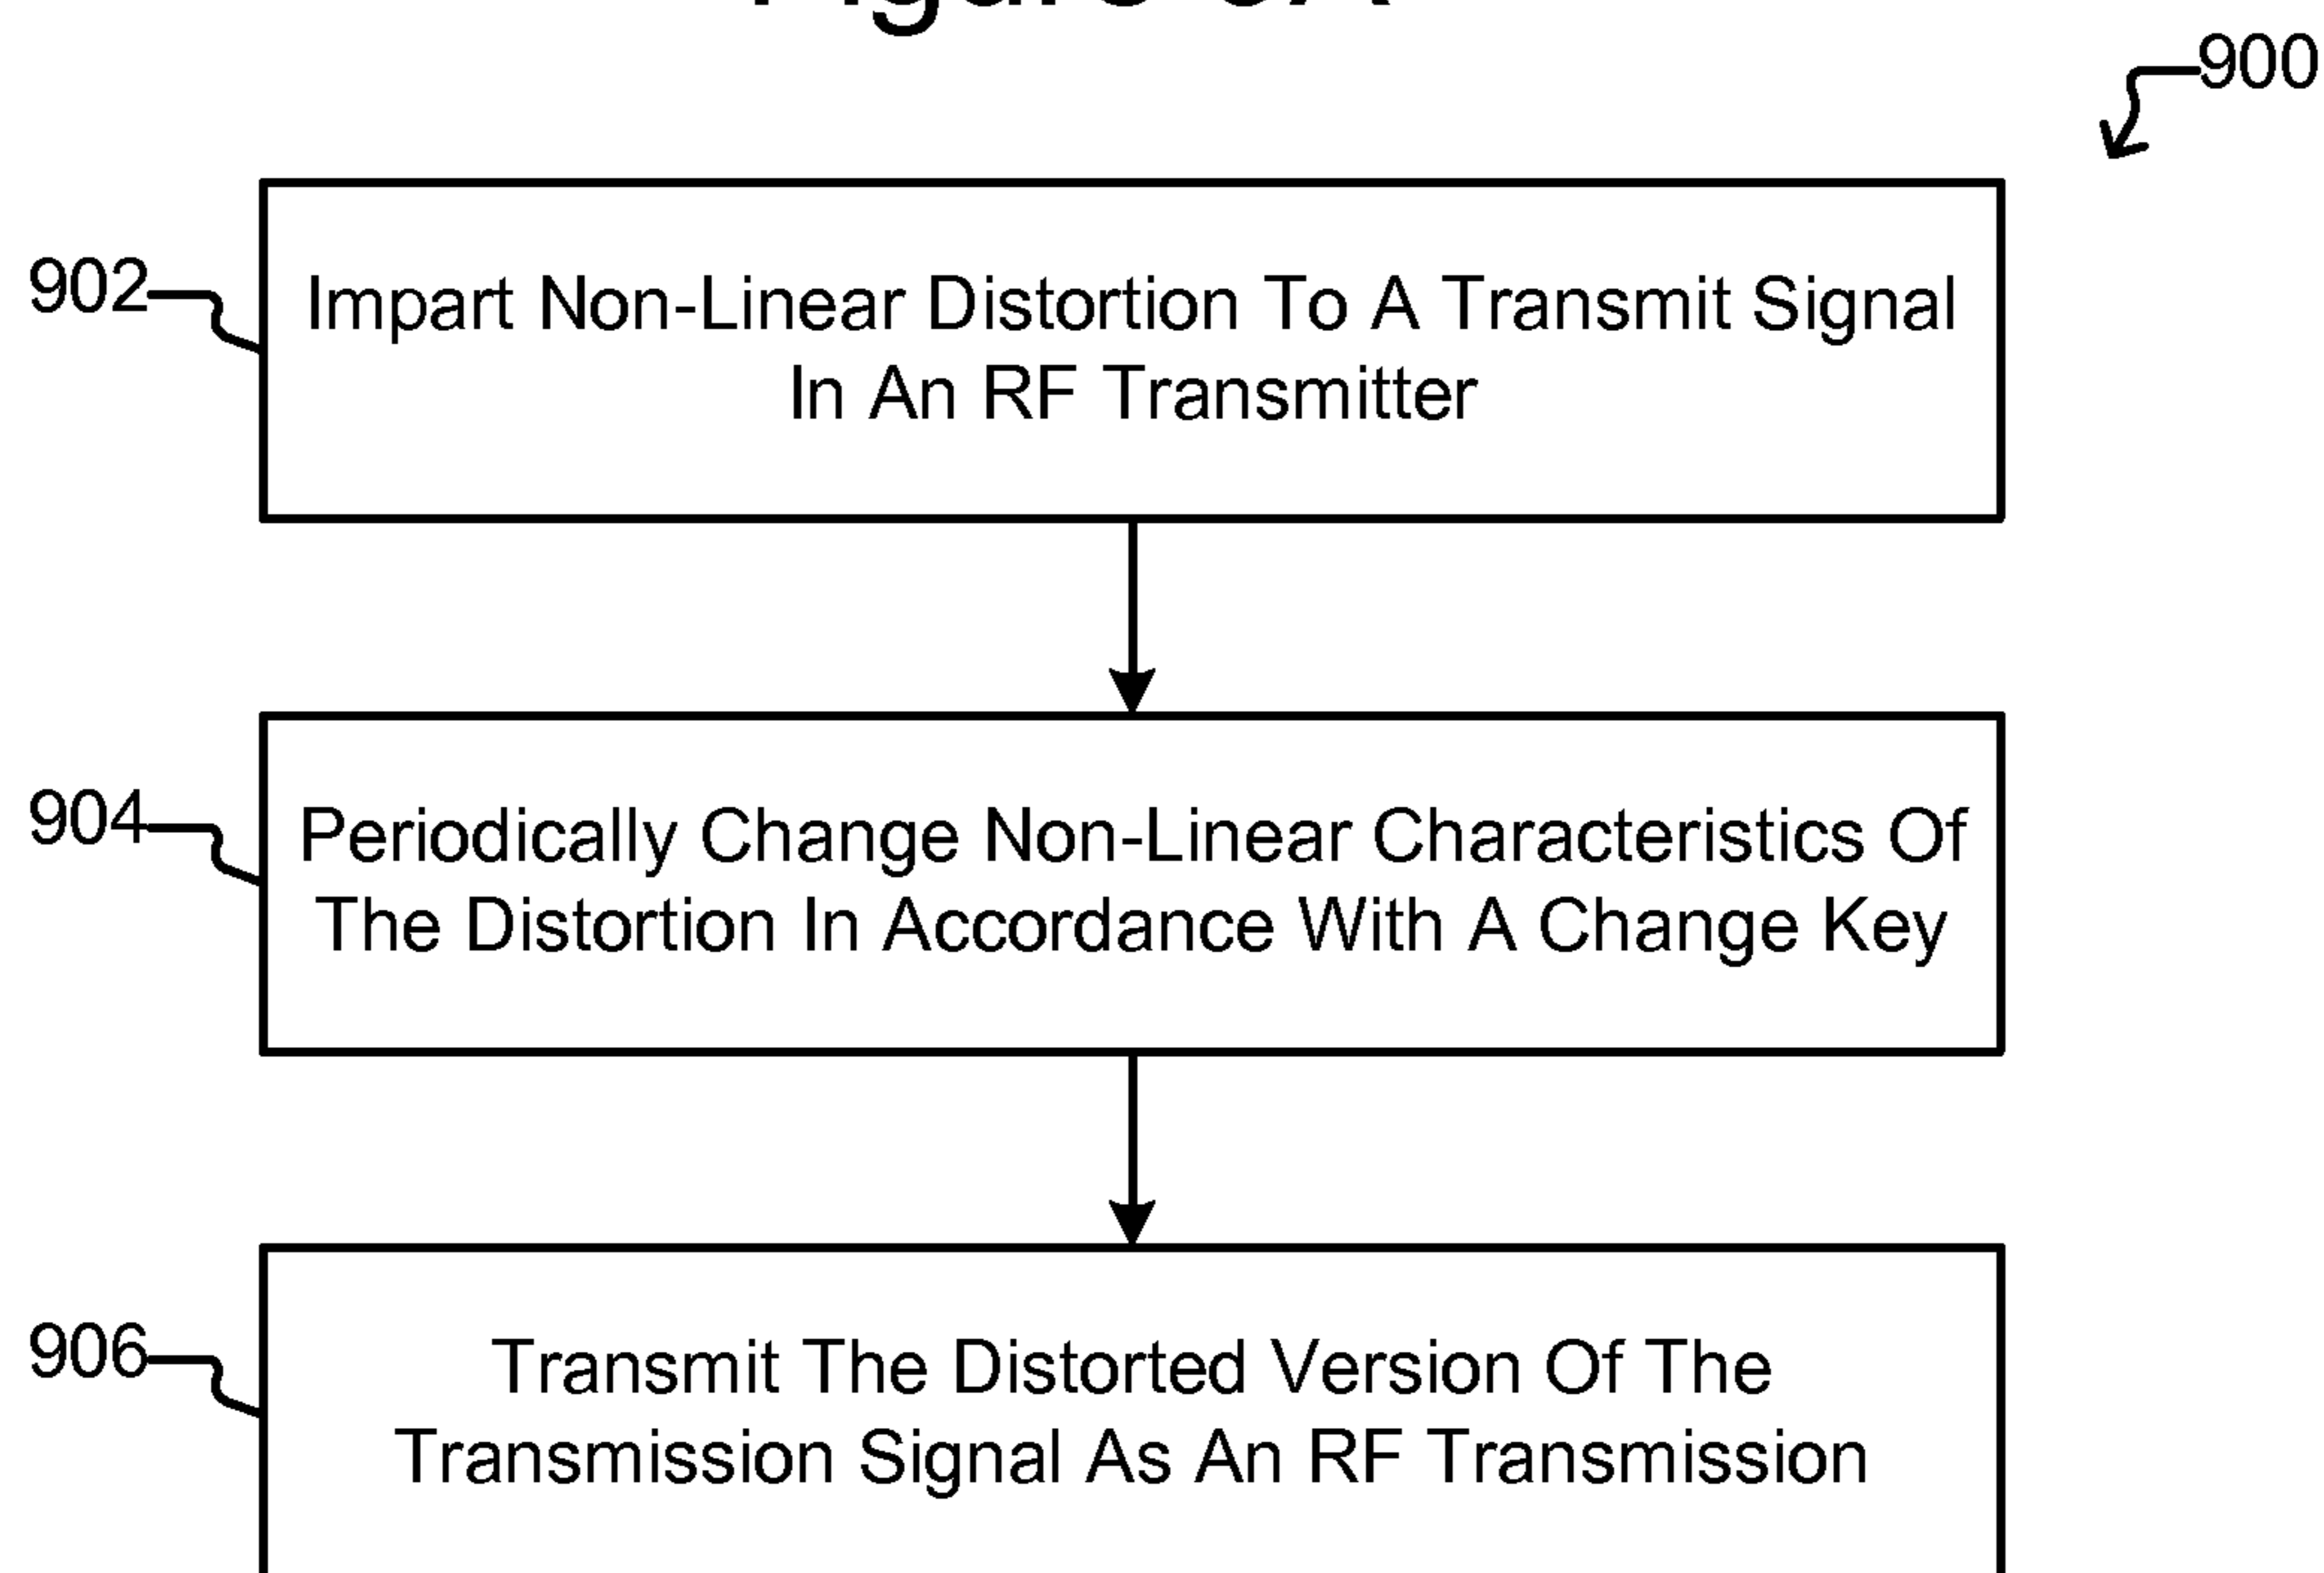 900
902
Impart Non-Linear Distortion To A Transmit Signal
In An RF Transmitter
904
Periodically Change Non-Linear Characteristics Of
The Distortion In Accordance With A Change Key
906
Transmit The Distorted Version Of The
Transmission Signal As An RF Transmission